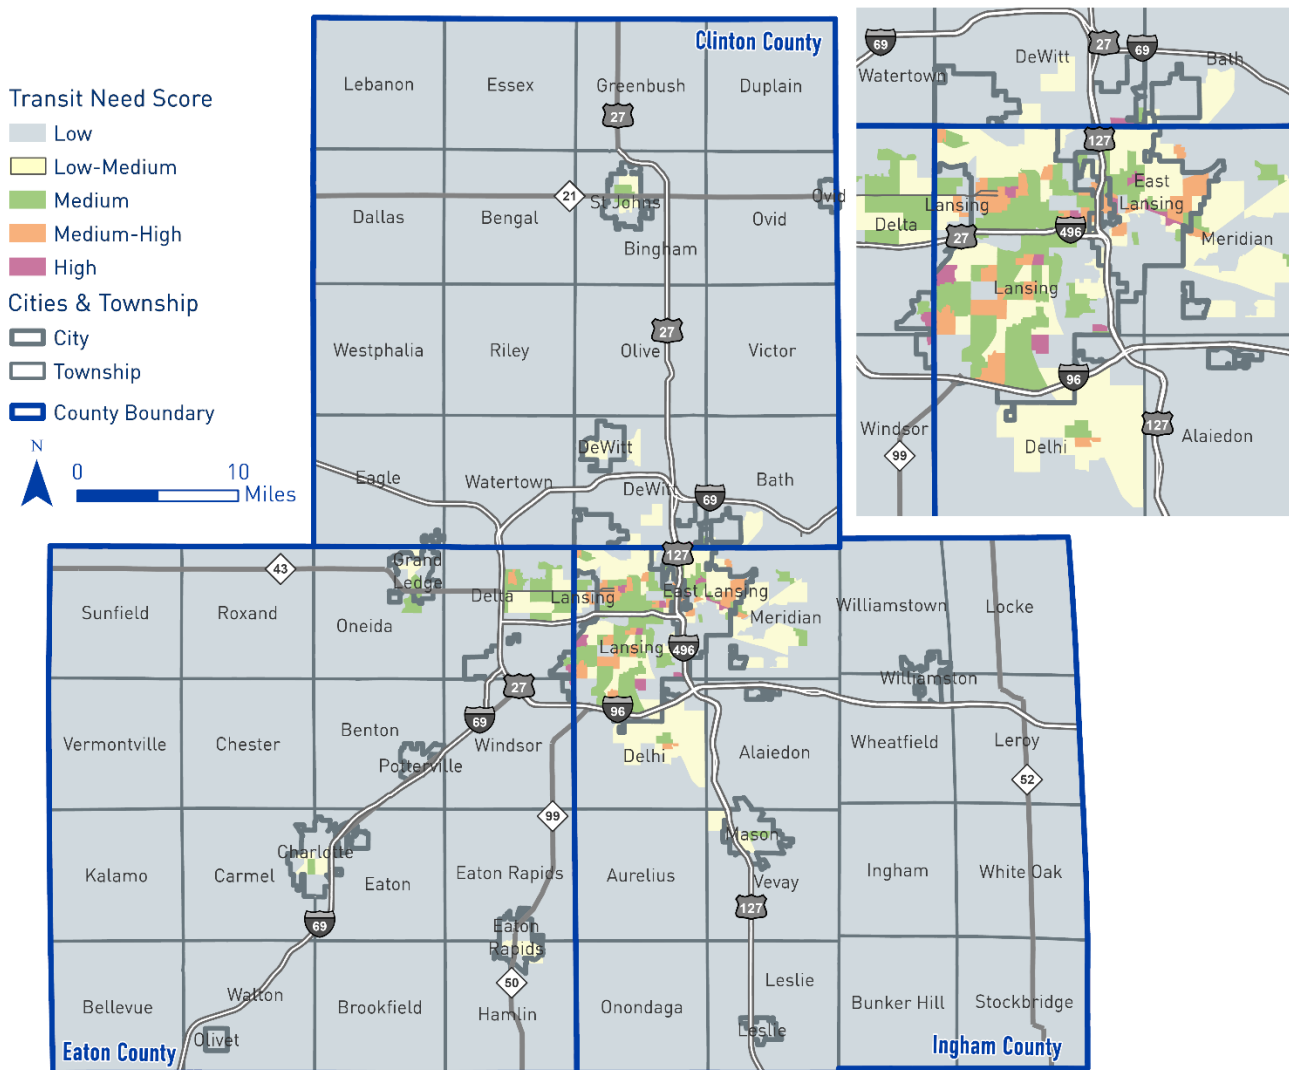 Transit Need Score
Low
Low-Medium
Medium
Medium-High
High
Cities & Township
City
Township
County Boundary
N
0
10
Miles
Clinton County
Lebanon
Essex
Greenbush
Duplain
27
21
St Johns
Ovid
Dallas
Bengal
Ovid
Bingham
27
Westphalia
Riley
Olive
Victor
DeWitt
Eagle
Watertown
DeWitt
69
Bath
69
Watertown
DeWitt
27
69
Bath
127
East
Lansing
Lansing
Delta
27
496
Meridian
Lansing
96
Windsor
99
Delhi
127
Alaiedon
43
Grand
Ledge
127
Sunfield
Roxand
Oneida
Delta
Lansing
East Lansing
Meridian
Williamstown
Locke
Lansing
496
Williamston
27
69
96
Vermontville
Chester
Benton
Potterville
Windsor
Delhi
Alaiedon
Wheatfield
Leroy
52
99
Charlotte
Mason
Kalamo
Carmel
Eaton
Eaton Rapids
Aurelius
Vevay
Ingham
White Oak
127
69
Eaton
Rapids
50
Bellevue
Walton
Brookfield
Hamlin
Onondaga
Leslie
Bunker Hill
Stockbridge
Olivet
Leslie
Eaton County
Ingham County